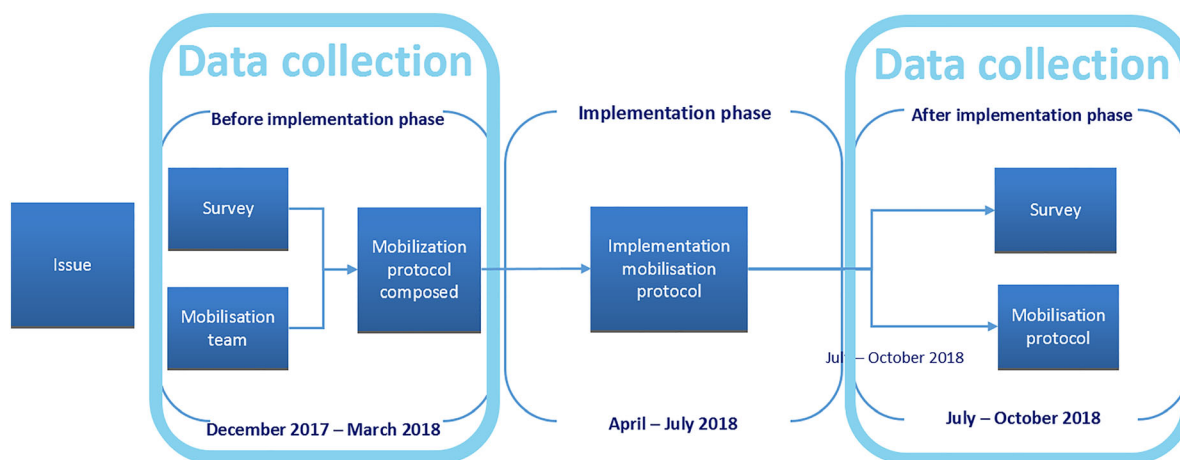 Data collection
Data collection
Before implementation phase
Implementation phase
After implementation phase
Issue
Survey
Mobilisation
team
Mobilization
protocol
composed
Implementation
mobilisation
protocol
Survey
Mobilisation
protocol
July – October 2018
December 2017 – March 2018
April – July 2018
July – October 2018